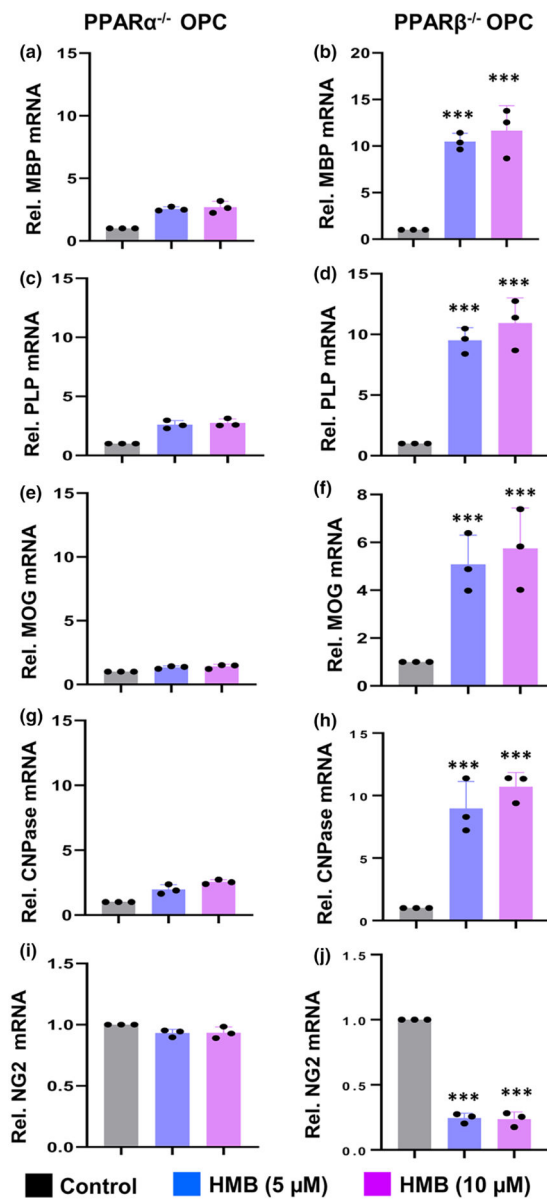 PPARα-/- OPC PPARβ-/- OPC
(a)
Rel. MBP mRNA
15
10
5
0
(b)
Rel. MBP mRNA
20
15
10
5
0
*** ***
(c)
Rel. PLP mRNA
15
10
5
0
(d)
Rel. PLP mRNA
15
10
5
0
*** ***
(e)
Rel. MOG mRNA
15
10
5
0
(f)
Rel. MOG mRNA
8
6
4
2
0
*** ***
(g)
Rel. CNPase mRNA
15
10
5
0
(h)
Rel. CNPase mRNA
15
10
5
0
*** ***
(i)
Rel. NG2 mRNA
1.5
1.0
0.5
0.0
(j)
Rel. NG2 mRNA
1.5
1.0
0.5
0.0
*** ***
Control HMB (5 µM) HMB (10 µM)